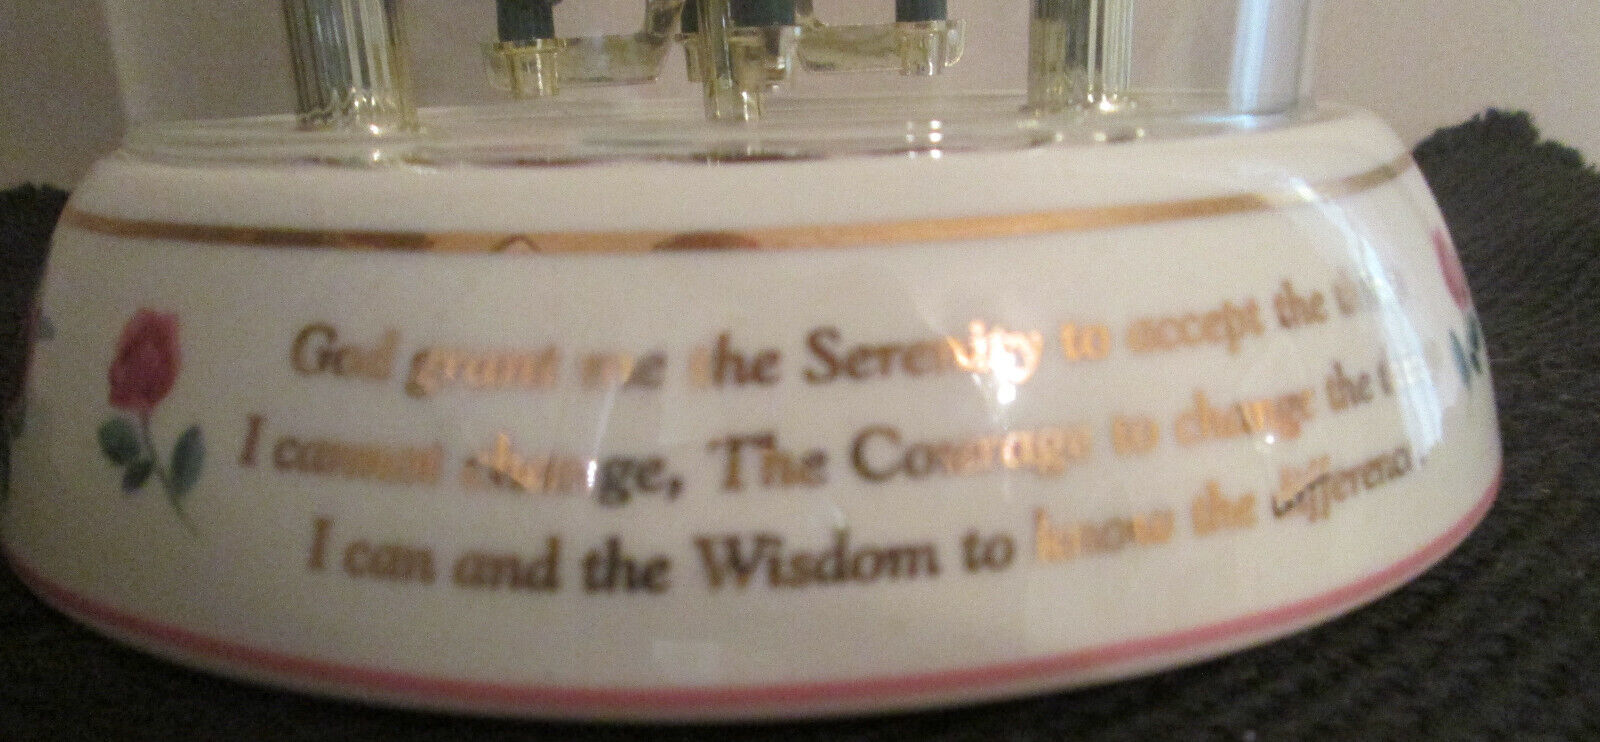 God grant me the Serenity to accept the
I cannot change, The Courage to change the
I can and the Wisdom to know the difference